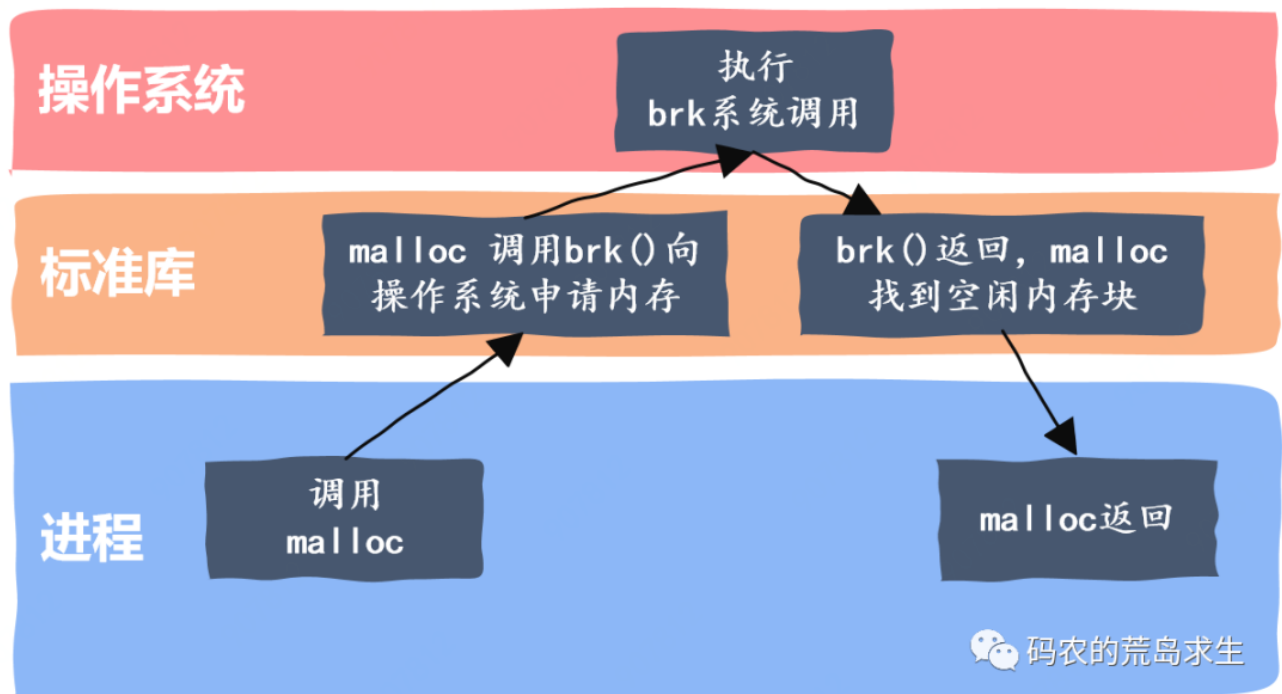 操作系统
执行
brk系统调用
标准库
malloc 调用brk()向
操作系统申请内存
brk()返回，malloc
找到空闲内存块
进程
调用
malloc
malloc返回
码农的荒岛求生